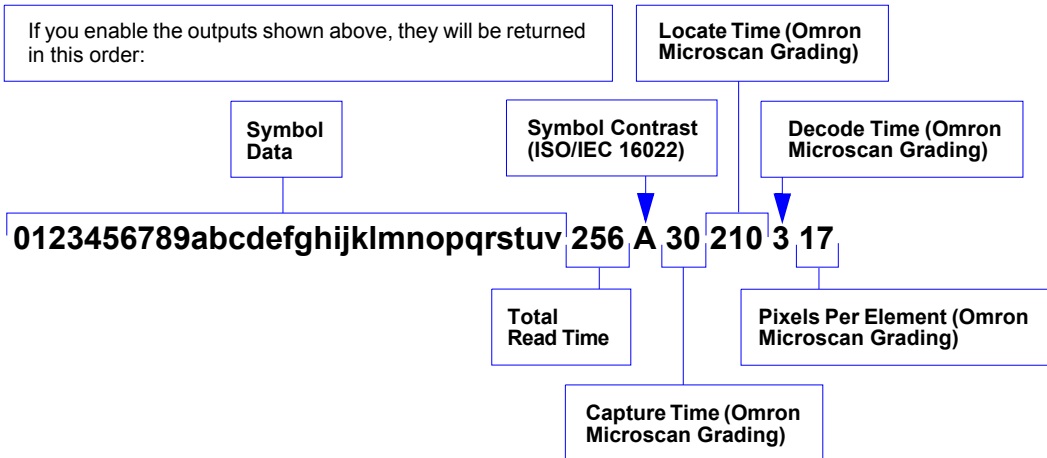 If you enable the outputs shown above, they will be returned
in this order:
Locate Time (Omron
Microscan Grading)
Symbol
Data
Symbol Contrast
(ISO/IEC 16022)
Decode Time (Omron
Microscan Grading)
0123456789abcdefghijklmnopqrstuv 256 A 30 210 3 17
Total
Read Time
Pixels Per Element (Omron
Microscan Grading)
Capture Time (Omron
Microscan Grading)